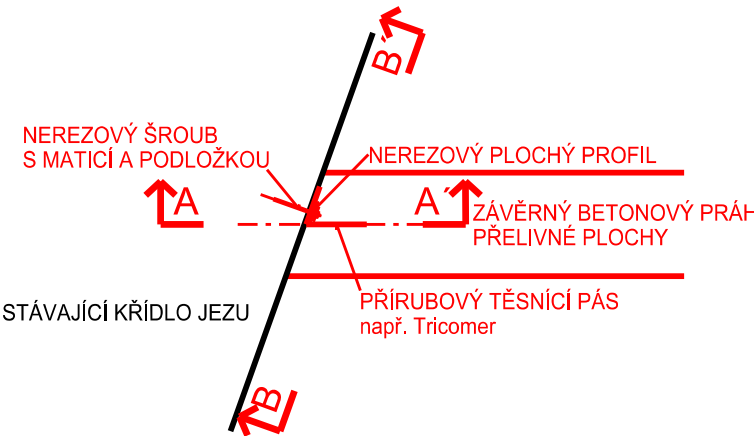 B´
NEREZOVÝ ŠROUB
S MATICÍ A PODLOŽKOU
NEREZOVÝ PLOCHÝ PROFIL
A
A´
ZÁVĚRNÝ BETONOVÝ PRÁH
PŘELIVNÉ PLOCHY
STÁVAJÍCÍ KŘÍDLO JEZU
PŘÍRUBOVÝ TĚSNÍCÍ PÁS
např. Tricomer
B